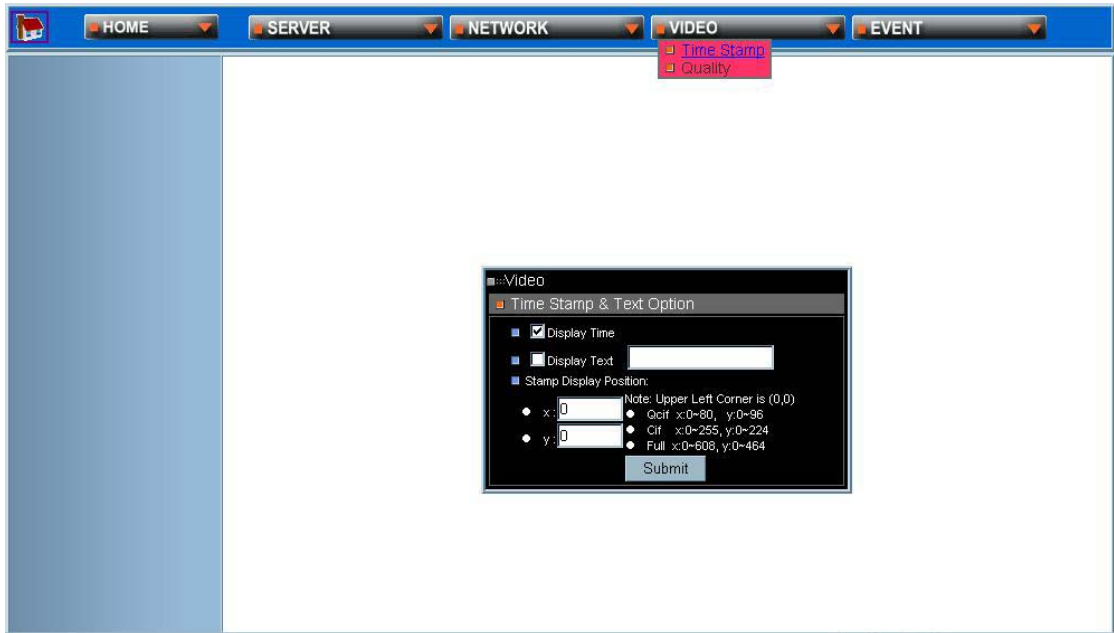 HOME SERVER NETWORK VIDEO EVENT
Time Stamp
Quality
Video
Time Stamp & Text Option
Display Time
Display Text
Stamp Display Position:
Note: Upper Left Corner is (0,0)
x: 0
Qcif x:0~80, y:0~96
Cif x:0~255, y:0~224
y: 0
Full x:0~608, y:0~464
Submit